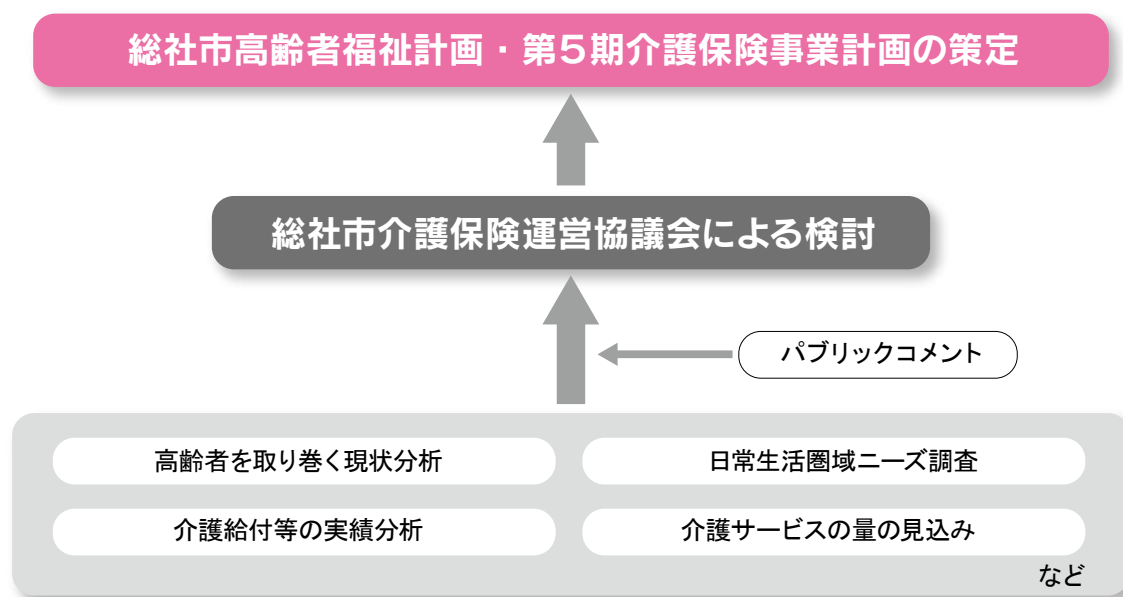 総社市高齢者福祉計画・第5期介護保険事業計画の策定
総社市介護保険運営協議会による検討
パブリックコメント
高齢者を取り巻く現状分析
日常生活圏域ニーズ調査
介護給付等の実績分析
介護サービスの量の見込み
など